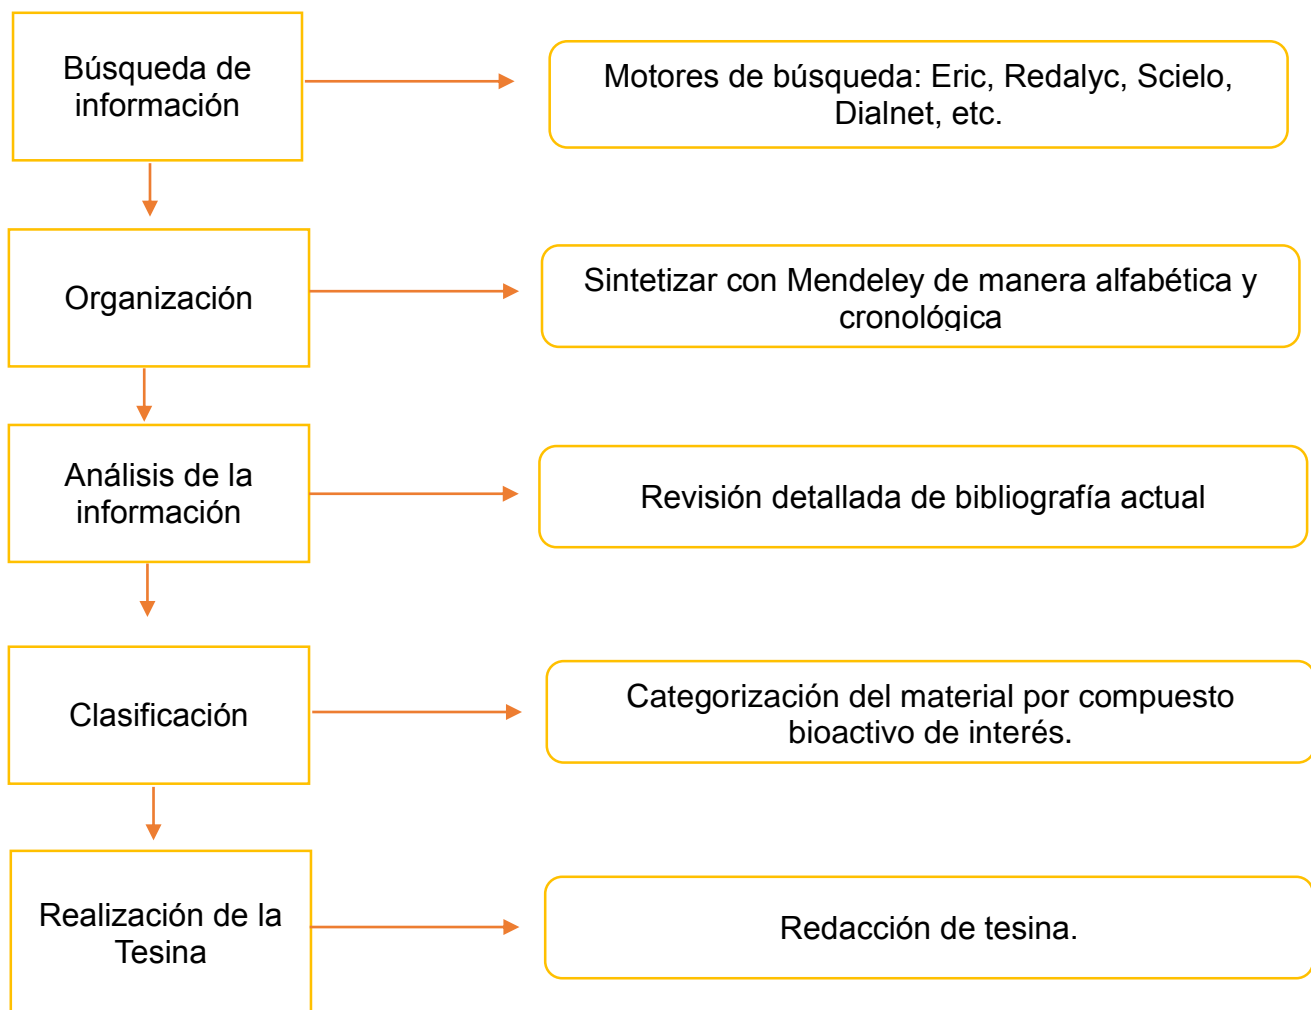 Búsqueda de
información
Motores de búsqueda: Eric, Redalyc, Scielo,
Dialnet, etc.
Organización
Sintetizar con Mendeley de manera alfabética y
cronológica
Análisis de la
información
Revisión detallada de bibliografía actual
Clasificación
Categorización del material por compuesto
bioactivo de interés.
Realización de la
Tesina
Redacción de tesina.